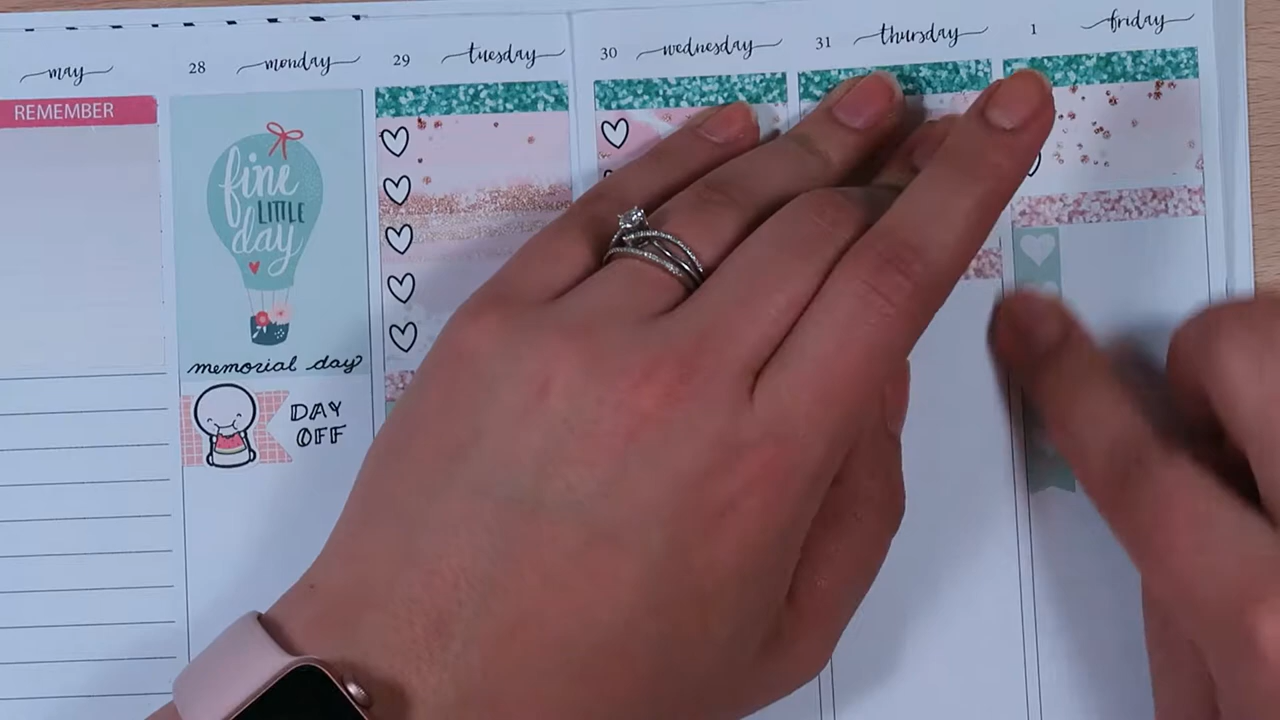 may
28 monday
29 tuesday
30 wednesday
31 thursday
1 friday
REMEMBER
fine
LITTLE
day
memorial day
DAY
OFF